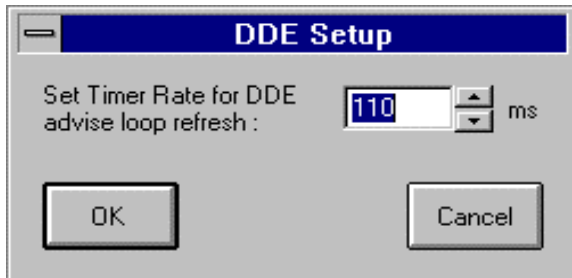 DDE Setup
Set Timer Rate for DDE
advise loop refresh :
110
ms
OK
Cancel